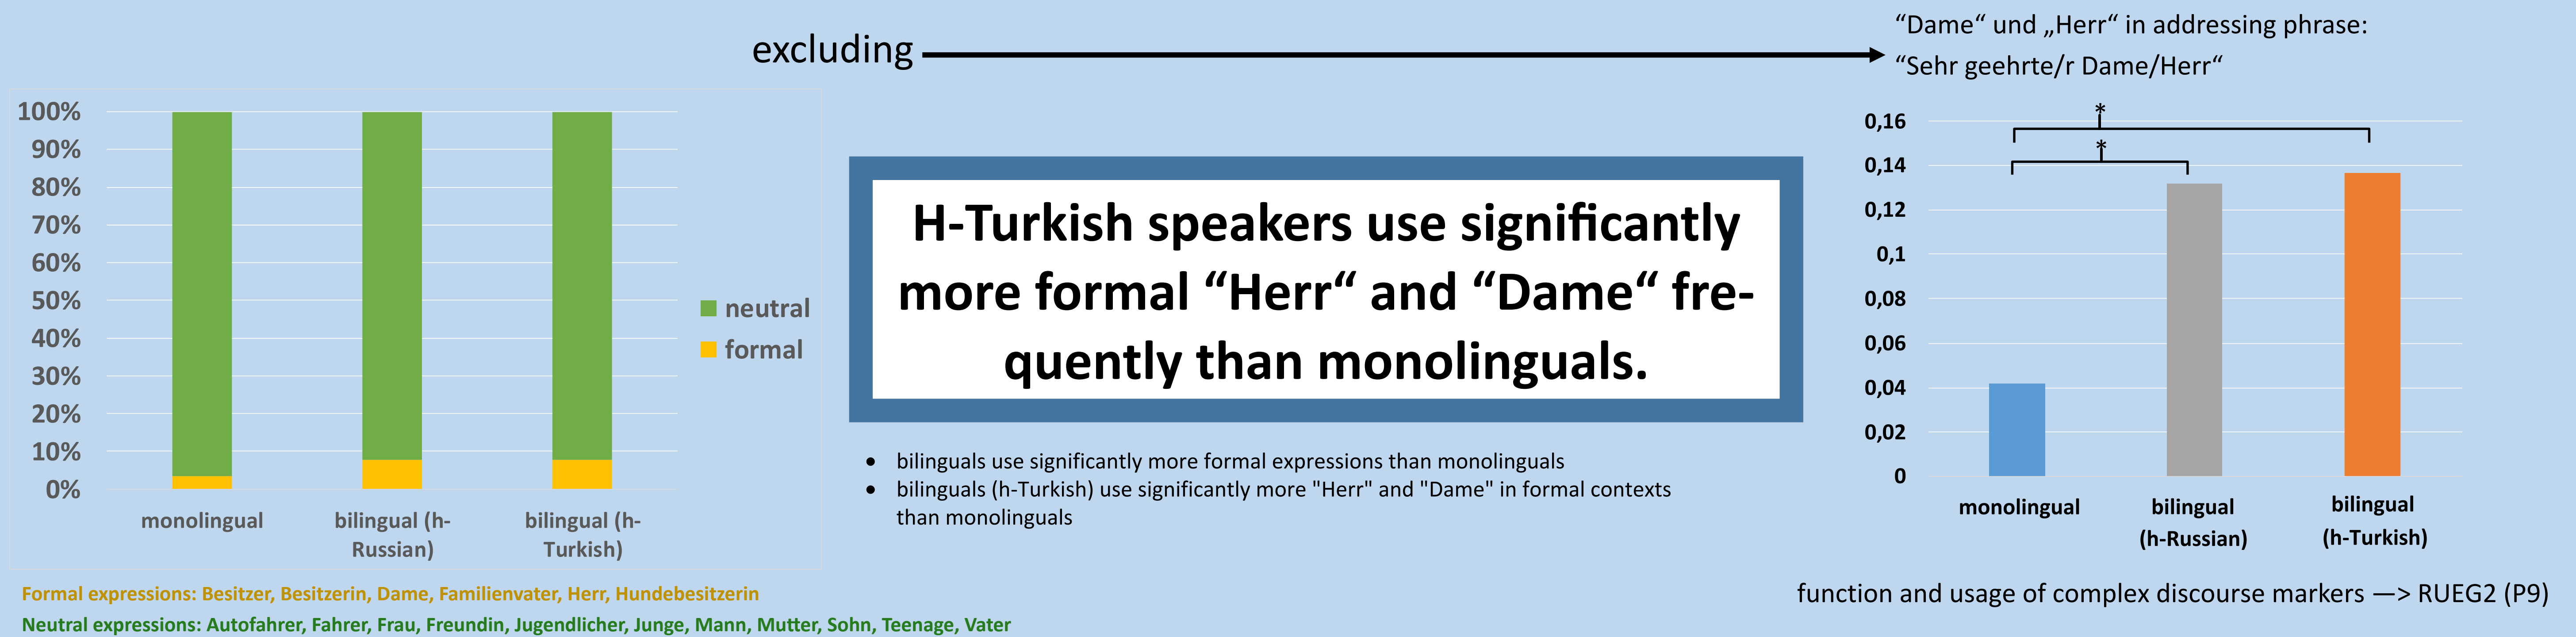 excluding
“Dame“ und „Herr“ in addressing phrase:
“Sehr geehrte/r Dame/Herr“
100%
90%
80%
70%
60%
50%
40%
30%
20%
10%
0%
monolingual
bilingual (h-
Russian)
bilingual (h-
Turkish)
neutral
formal
H-Turkish speakers use significantly
more formal “Herr“ and “Dame“ fre-
quently than monolinguals.
• bilinguals use significantly more formal expressions than monolinguals
• bilinguals (h-Turkish) use significantly more "Herr" and "Dame" in formal contexts
than monolinguals
*
*
0,16
0,14
0,12
0,1
0,08
0,06
0,04
0,02
0
monolingual
bilingual
(h-Russian)
bilingual
(h-Turkish)
Formal expressions: Besitzer, Besitzerin, Dame, Familienvater, Herr, Hundebesitzerin
Neutral expressions: Autofahrer, Fahrer, Frau, Freundin, Jugendlicher, Junge, Mann, Mutter, Sohn, Teenage, Vater
function and usage of complex discourse markers —> RUEG2 (P9)